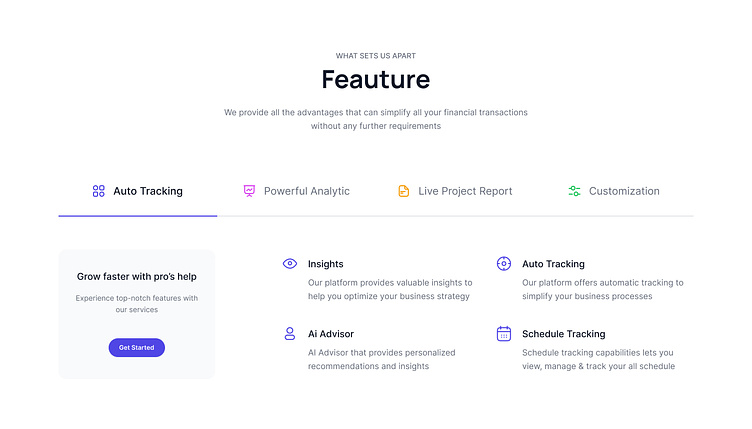 WHAT SETS US APART
Feauture
We provide all the advantages that can simplify all your financial transactions
without any further requirements
Auto Tracking
Powerful Analytic
Live Project Report
Customization
Grow faster with pro's help
Experience top-notch features with
our services
Get Started
Insights
Our platform provides valuable insights to
help you optimize your business strategy
Auto Tracking
Our platform offers automatic tracking to
simplify your business processes
Ai Advisor
AI Advisor that provides personalized
recommendations and insights
Schedule Tracking
Schedule tracking capabilities lets you
view, manage & track your all schedule